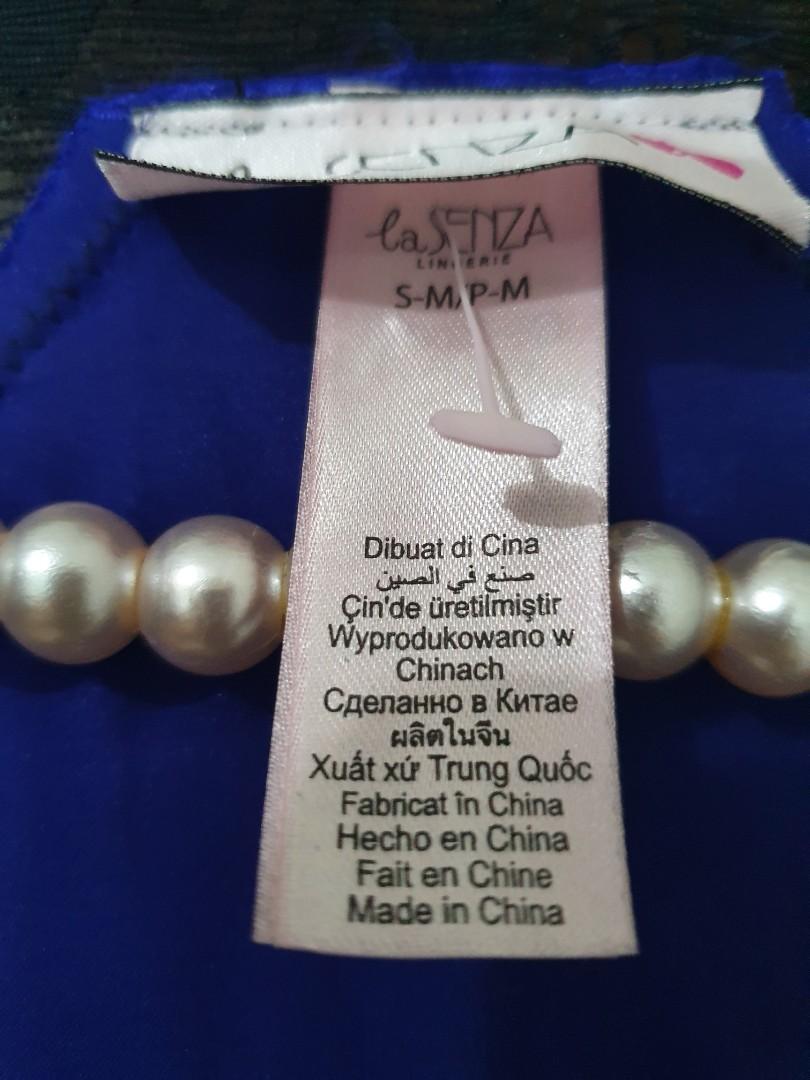 la SENZA
LINGERIE
S-M/P-M
Dibuat di Cina
صنع في الصين
Çin'de üretilmiştir
Wyprodukowano w
Chinach
Сделанно в Китае
ผลิตในจีน
Xuất xứ Trung Quốc
Fabricat în China
Hecho en China
Fait en Chine
Made in China